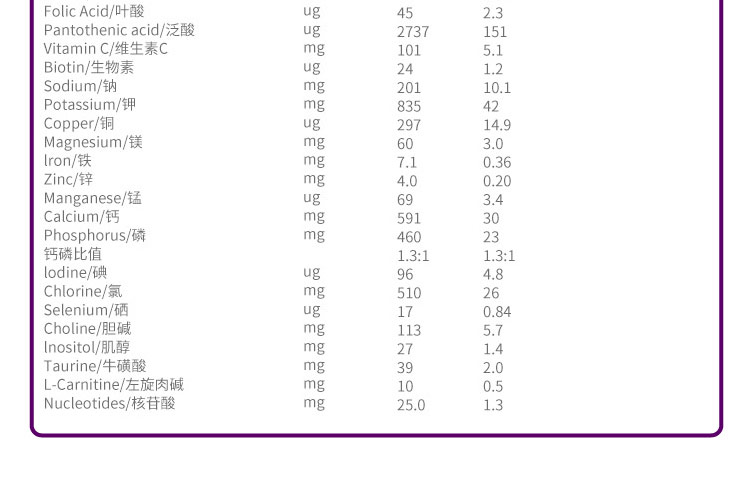 Folic Acid/叶酸 ug 45 2.3
Pantothenic acid/泛酸 ug 2737 151
Vitamin C/维生素C mg 101 5.1
Biotin/生物素 ug 24 1.2
Sodium/钠 mg 201 10.1
Potassium/钾 mg 835 42
Copper/铜 ug 297 14.9
Magnesium/镁 mg 60 3.0
Iron/铁 mg 7.1 0.36
Zinc/锌 mg 4.0 0.20
Manganese/锰 ug 69 3.4
Calcium/钙 mg 591 30
Phosphorus/磷 mg 460 23
钙磷比值 1.3:1 1.3:1
Iodine/碘 ug 96 4.8
Chlorine/氯 mg 510 26
Selenium/硒 ug 17 0.84
Choline/胆碱 mg 113 5.7
Inositol/肌醇 mg 27 1.4
Taurine/牛磺酸 mg 39 2.0
L-Carnitine/左旋肉碱 mg 10 0.5
Nucleotides/核苷酸 mg 25.0 1.3